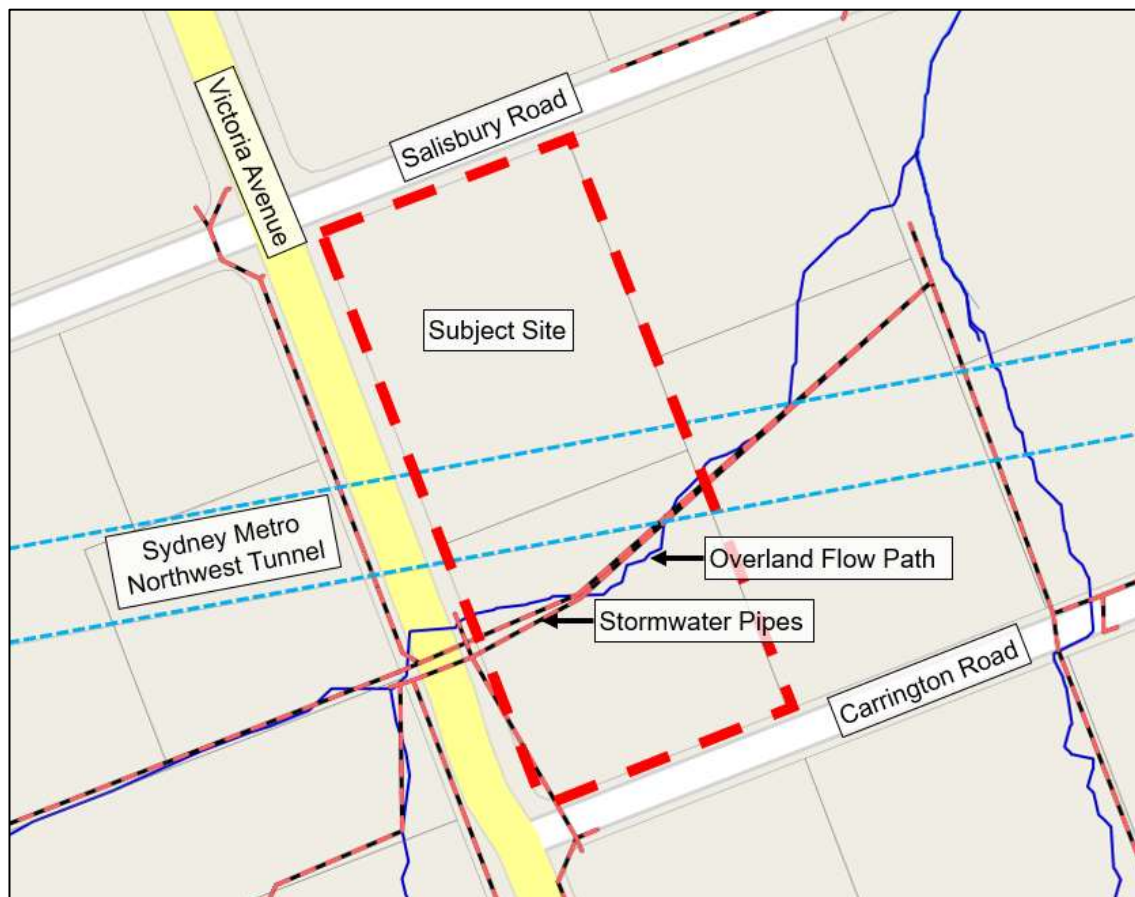 Victoria Avenue
Salisbury Road
Subject Site
Sydney Metro
Northwest Tunnel
Overland Flow Path
Stormwater Pipes
Carrington Road